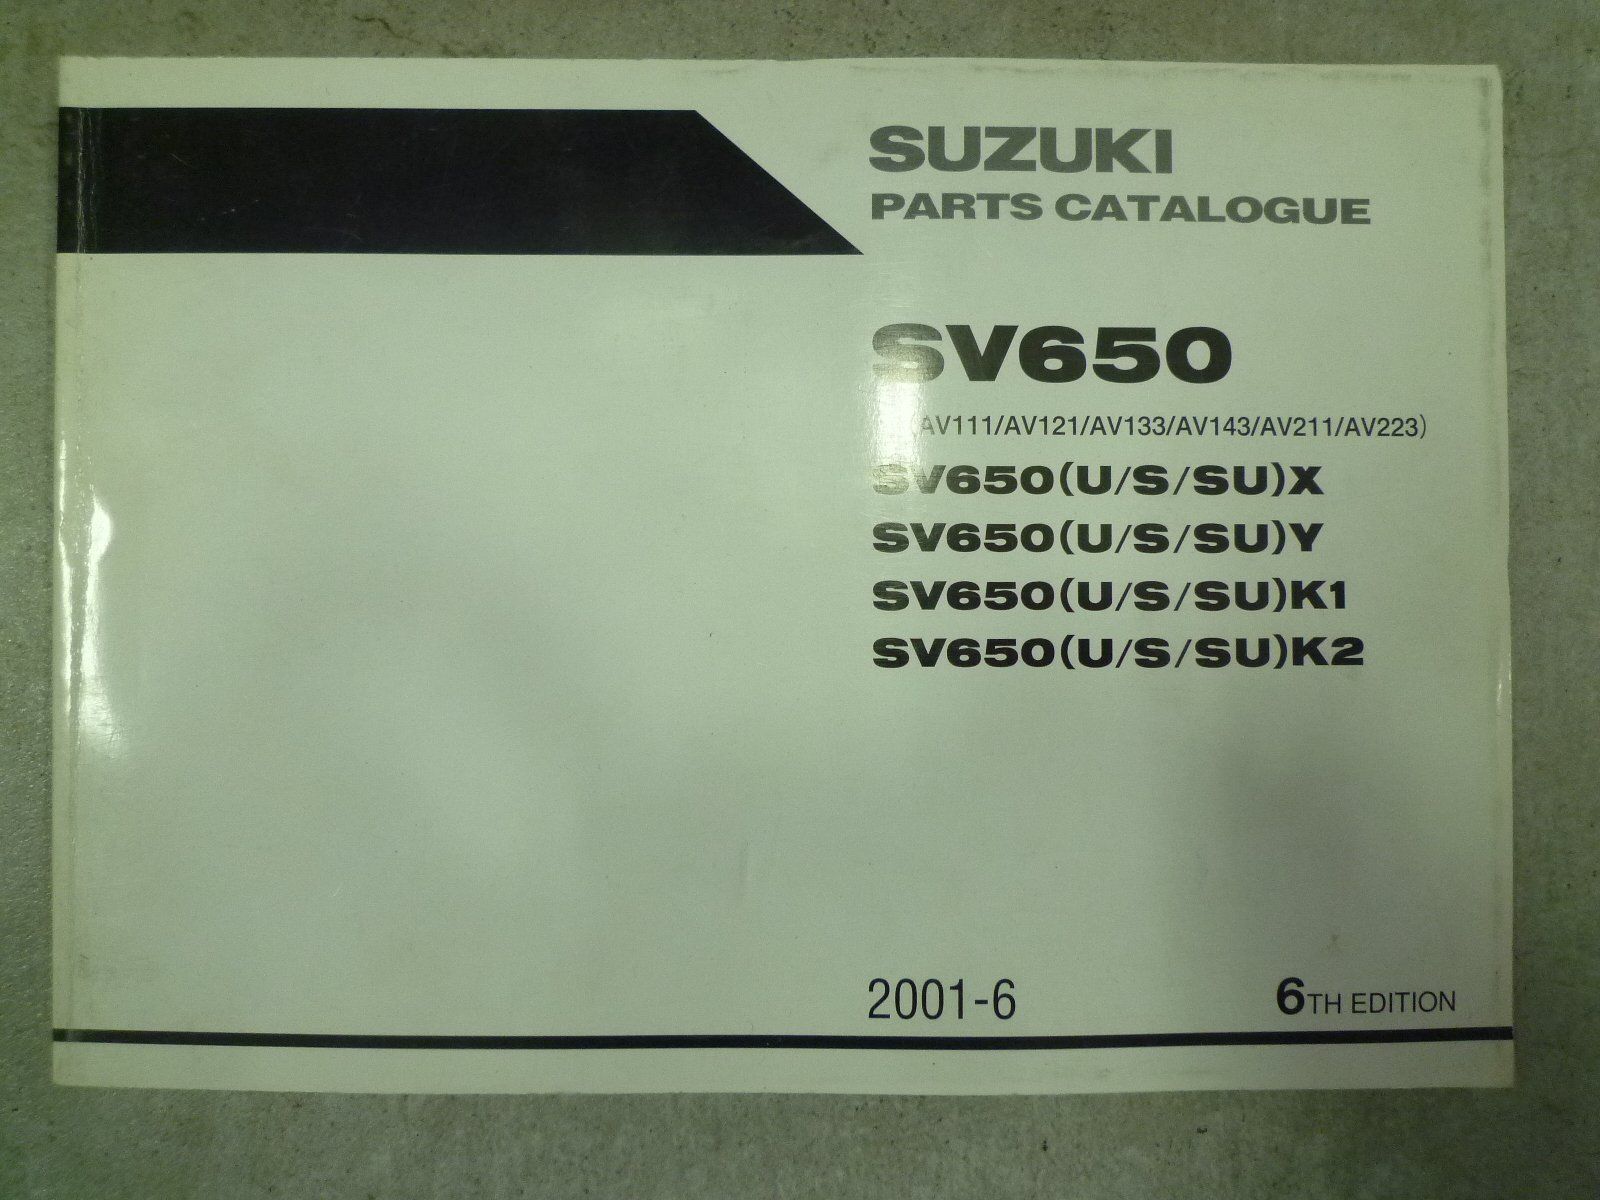 SUZUKI
PARTS CATALOGUE
SV650
(AV111/AV121/AV133/AV143/AV211/AV223)
SV650(U/S/SU)X
SV650(U/S/SU)Y
SV650(U/S/SU)K1
SV650(U/S/SU)K2
2001-6
6TH EDITION